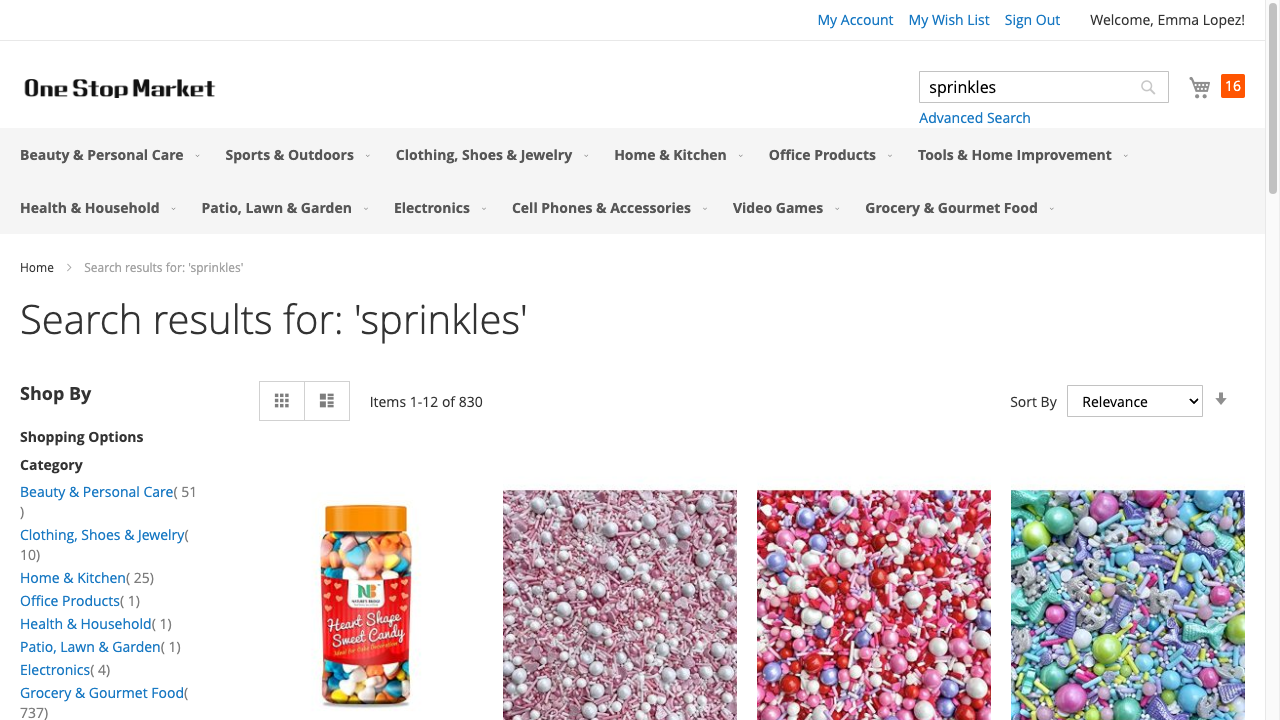 My Account My Wish List Sign Out Welcome, Emma Lopez!
One Stop Market
sprinkles
16
Advanced Search
Beauty & Personal Care Sports & Outdoors Clothing, Shoes & Jewelry Home & Kitchen Office Products Tools & Home Improvement
Health & Household Patio, Lawn & Garden Electronics Cell Phones & Accessories Video Games Grocery & Gourmet Food
Home Search results for: 'sprinkles'
Search results for: 'sprinkles'
Shop By
Items 1-12 of 830
Sort By Relevance
Shopping Options
Category
Beauty & Personal Care( 51
)
Clothing, Shoes & Jewelry(
10)
Home & Kitchen( 25)
Office Products( 1)
Health & Household( 1)
Patio, Lawn & Garden( 1)
Electronics( 4)
Grocery & Gourmet Food(
737)
NB
Heart Shape
Sweet Candy